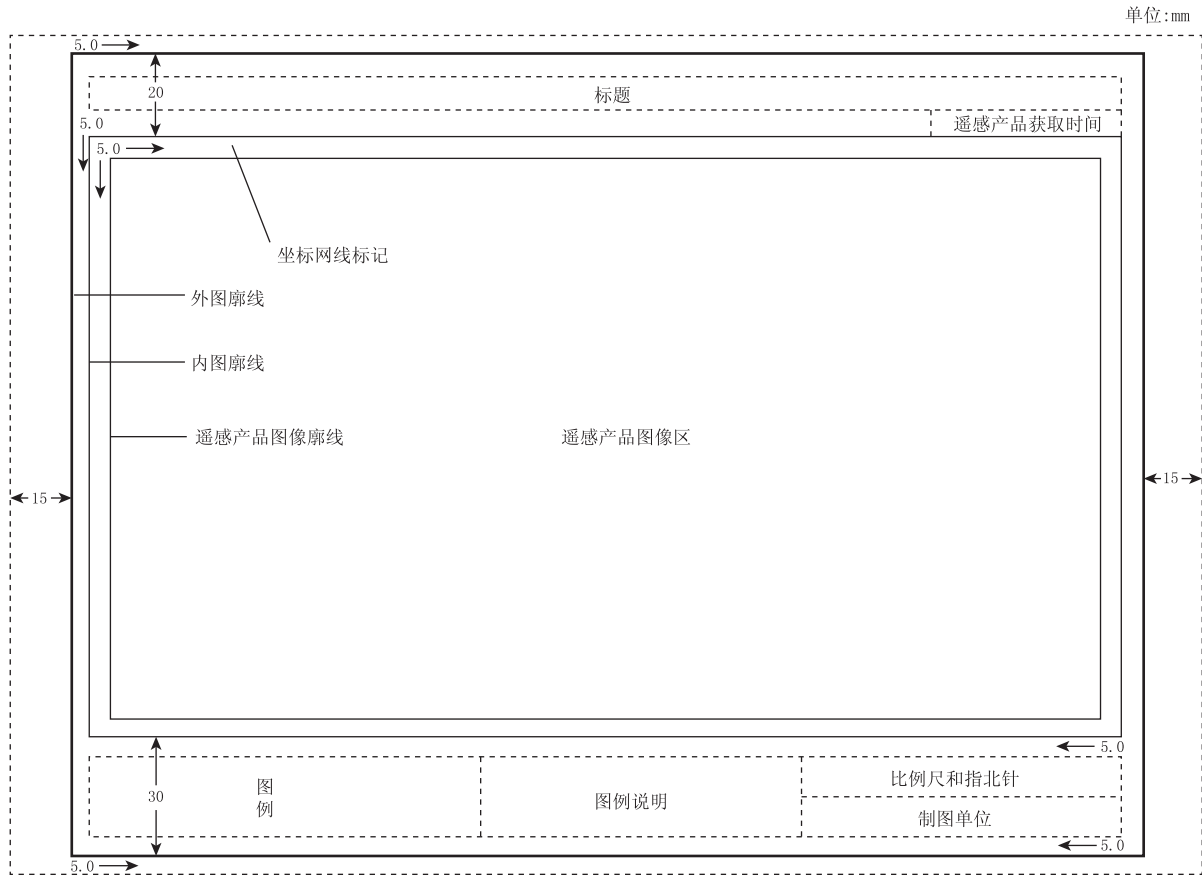 单位:mm
5.0
20
标题
5.0
遥感产品获取时间
5.0
坐标网线标记
外图廓线
内图廓线
遥感产品图像廓线
遥感产品图像区
15
15
5.0
图
例
30
图例说明
比例尺和指北针
制图单位
5.0
5.0